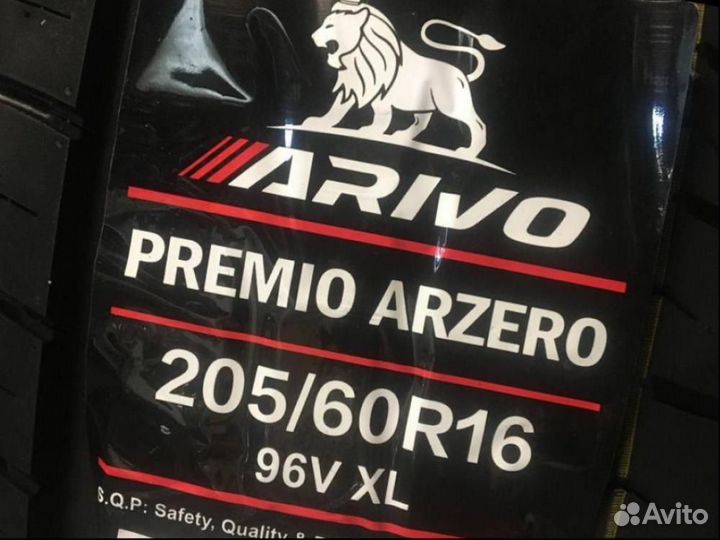 ARIVO
PREMIO ARZERO
205/60R16
96V XL
S.Q.P: Safety, Quality &
Avito